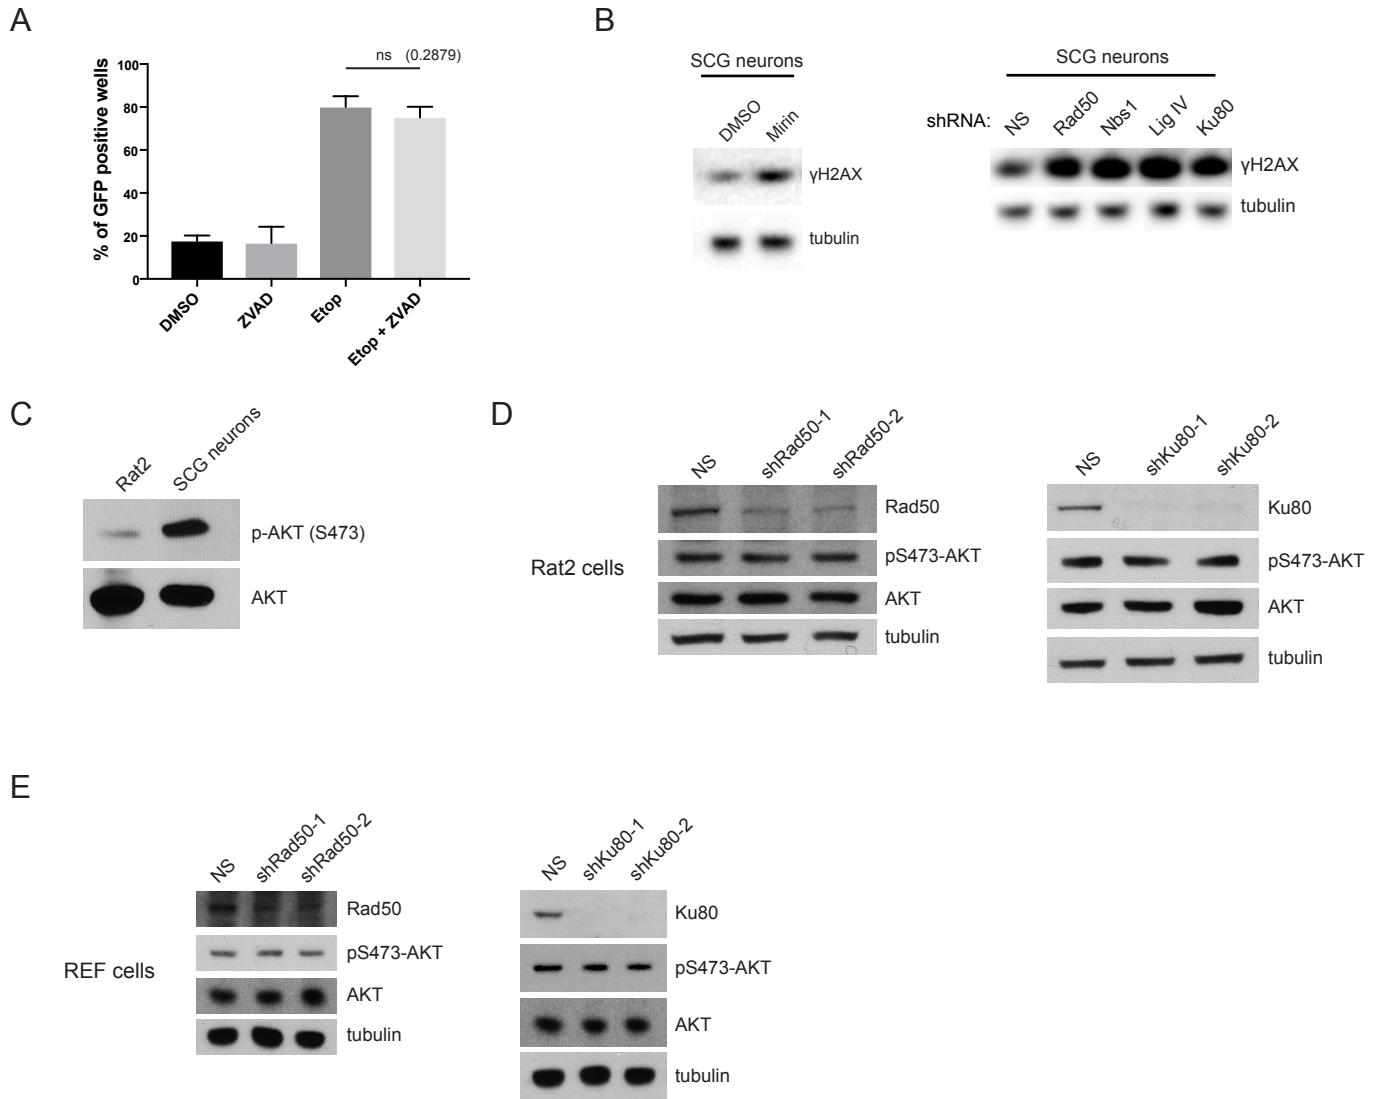 A
ns (0.2879)
% of GFP positive wells
100
80
60
40
20
0
DMSO
ZVAD
Etop
Etop + ZVAD
B
SCG neurons
DMSO
Mirin
γH2AX
tubulin
SCG neurons
shRNA:
NS
Rad50
Nbs1
Lig IV
Ku80
γH2AX
tubulin
C
Rat2
SCG neurons
p-AKT (S473)
AKT
D
Rat2 cells
NS
shRad50-1
shRad50-2
Rad50
pS473-AKT
AKT
tubulin
NS
shKu80-1
shKu80-2
Ku80
pS473-AKT
AKT
tubulin
E
REF cells
NS
shRad50-1
shRad50-2
Rad50
pS473-AKT
AKT
tubulin
NS
shKu80-1
shKu80-2
Ku80
pS473-AKT
AKT
tubulin